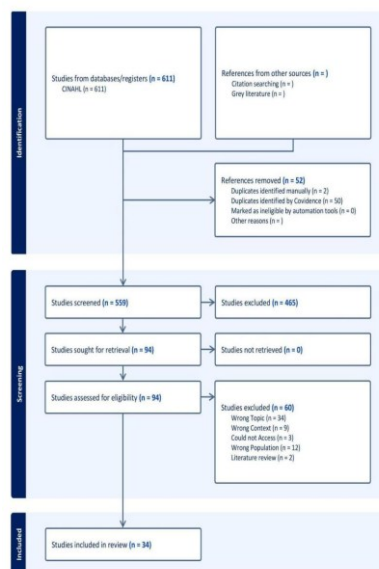 Identification
Studies from databases/registers (n = 611)
CINAHL (n = 611)
References from other sources (n = )
Citation searching (n = )
Grey literature (n = )
References removed (n = 52)
Duplicates identified manually (n = 2)
Duplicates identified by Covidence (n = 50)
Marked as ineligible by automation tools (n = 0)
Other reasons (n = )
Screening
Studies screened (n = 559)
Studies excluded (n = 465)
Studies sought for retrieval (n = 94)
Studies not retrieved (n = 0)
Studies assessed for eligibility (n = 94)
Studies excluded (n = 60)
Wrong Topic (n = 34)
Wrong Context (n = 9)
Could not Access (n = 3)
Wrong Population (n = 12)
Literature review (n = 2)
Included
Studies included in review (n = 34)